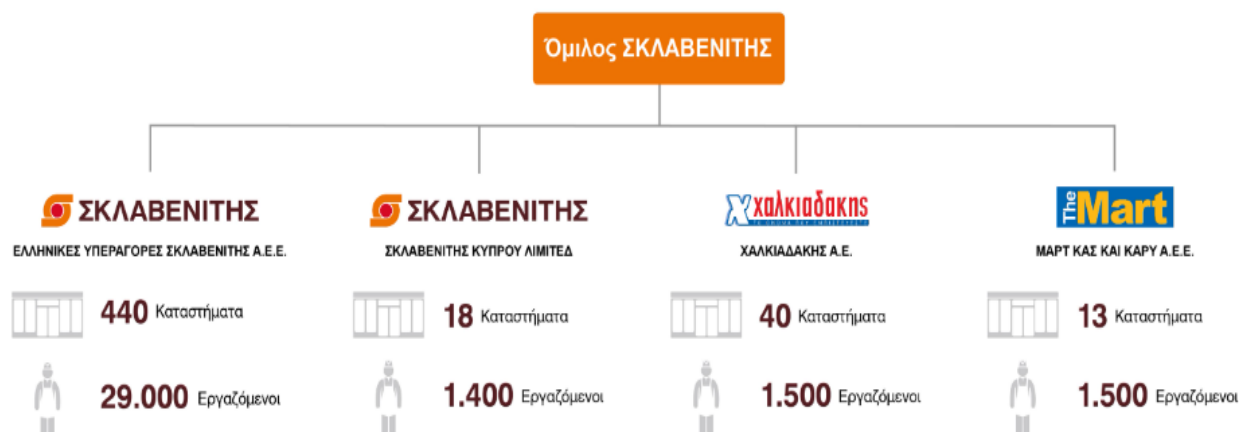 Όμιλος ΣΚΛΑΒΕΝΙΤΗΣ
ΣΚΛΑΒΕΝΙΤΗΣ
ΕΛΛΗΝΙΚΕΣ ΥΠΕΡΑΓΟΡΕΣ ΣΚΛΑΒΕΝΙΤΗΣ Α.Ε.Ε.
440 Καταστήματα
29.000 Εργαζόμενοι
ΣΚΛΑΒΕΝΙΤΗΣ
ΣΚΛΑΒΕΝΙΤΗΣ ΚΥΠΡΟΥ ΛΙΜΙΤΕΔ
18 Καταστήματα
1.400 Εργαζόμενοι
χαλκιαδακης
ΧΑΛΚΙΑΔΑΚΗΣ Α.Ε.
40 Καταστήματα
1.500 Εργαζόμενοι
The Mart
ΜΑΡΤ ΚΑΣ ΚΑΙ ΚΑΡΥ Α.Ε.Ε.
13 Καταστήματα
1.500 Εργαζόμενοι